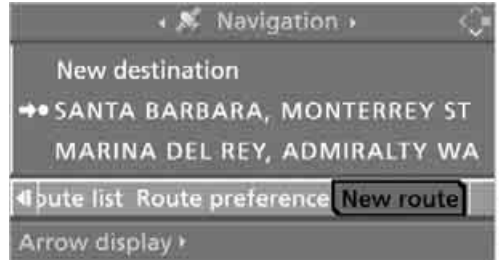 Navigation
New destination
SANTA BARBARA, MONTERREY ST
MARINA DEL REY, ADMIRALTY WA
oute list Route preference New route
Arrow display